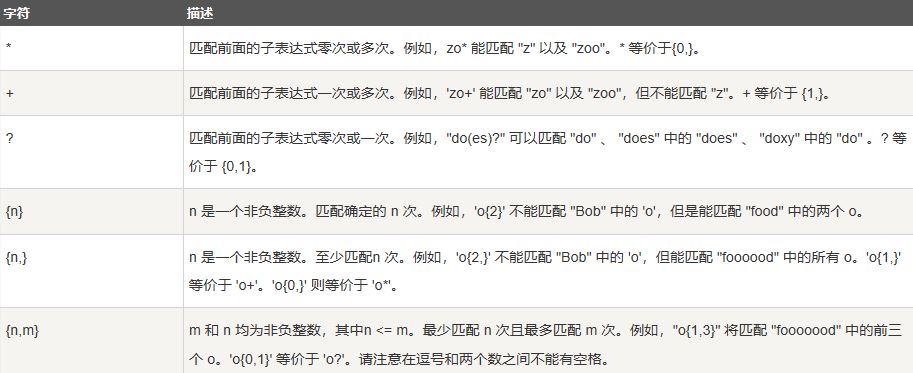 字符 描述
* 匹配前面的子表达式零次或多次。例如，zo* 能匹配 "z" 以及 "zoo"。* 等价于{0,}。
+ 匹配前面的子表达式一次或多次。例如，'zo+' 能匹配 "zo" 以及 "zoo"，但不能匹配 "z"。+ 等价于 {1,}。
? 匹配前面的子表达式零次或一次。例如，"do(es)?" 可以匹配 "do" 、 "does" 中的 "does" 、 "doxy" 中的 "do" 。? 等
价于 {0,1}。
{n} n 是一个非负整数。匹配确定的 n 次。例如，'o{2}' 不能匹配 "Bob" 中的 'o'，但是能匹配 "food" 中的两个 o。
{n,} n 是一个非负整数。至少匹配n 次。例如，'o{2,}' 不能匹配 "Bob" 中的 'o'，但能匹配 "foooood" 中的所有 o。'o{1,}'
等价于 'o+'。'o{0,}' 则等价于 'o*'。
{n,m} m 和 n 均为非负整数，其中n <= m。最少匹配 n 次且最多匹配 m 次。例如，"o{1,3}" 将匹配 "fooooood" 中的前三
个 o。'o{0,1}' 等价于 'o?'。请注意在逗号和两个数之间不能有空格。